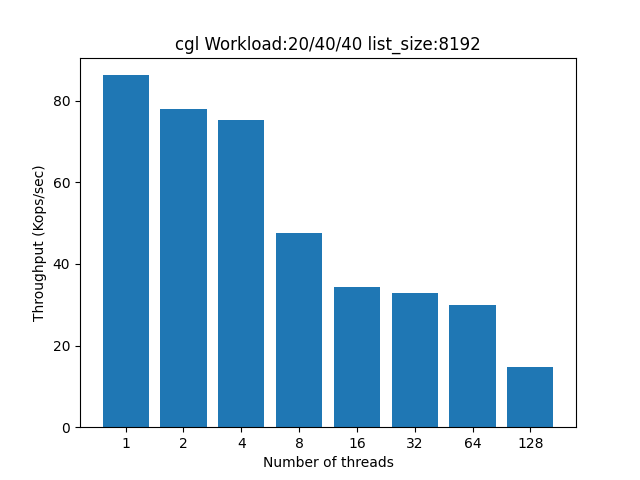 cgl Workload:20/40/40 list_size:8192
Throughput (Kops/sec)
80
60
40
20
0
1 2 4 8 16 32 64 128
Number of threads